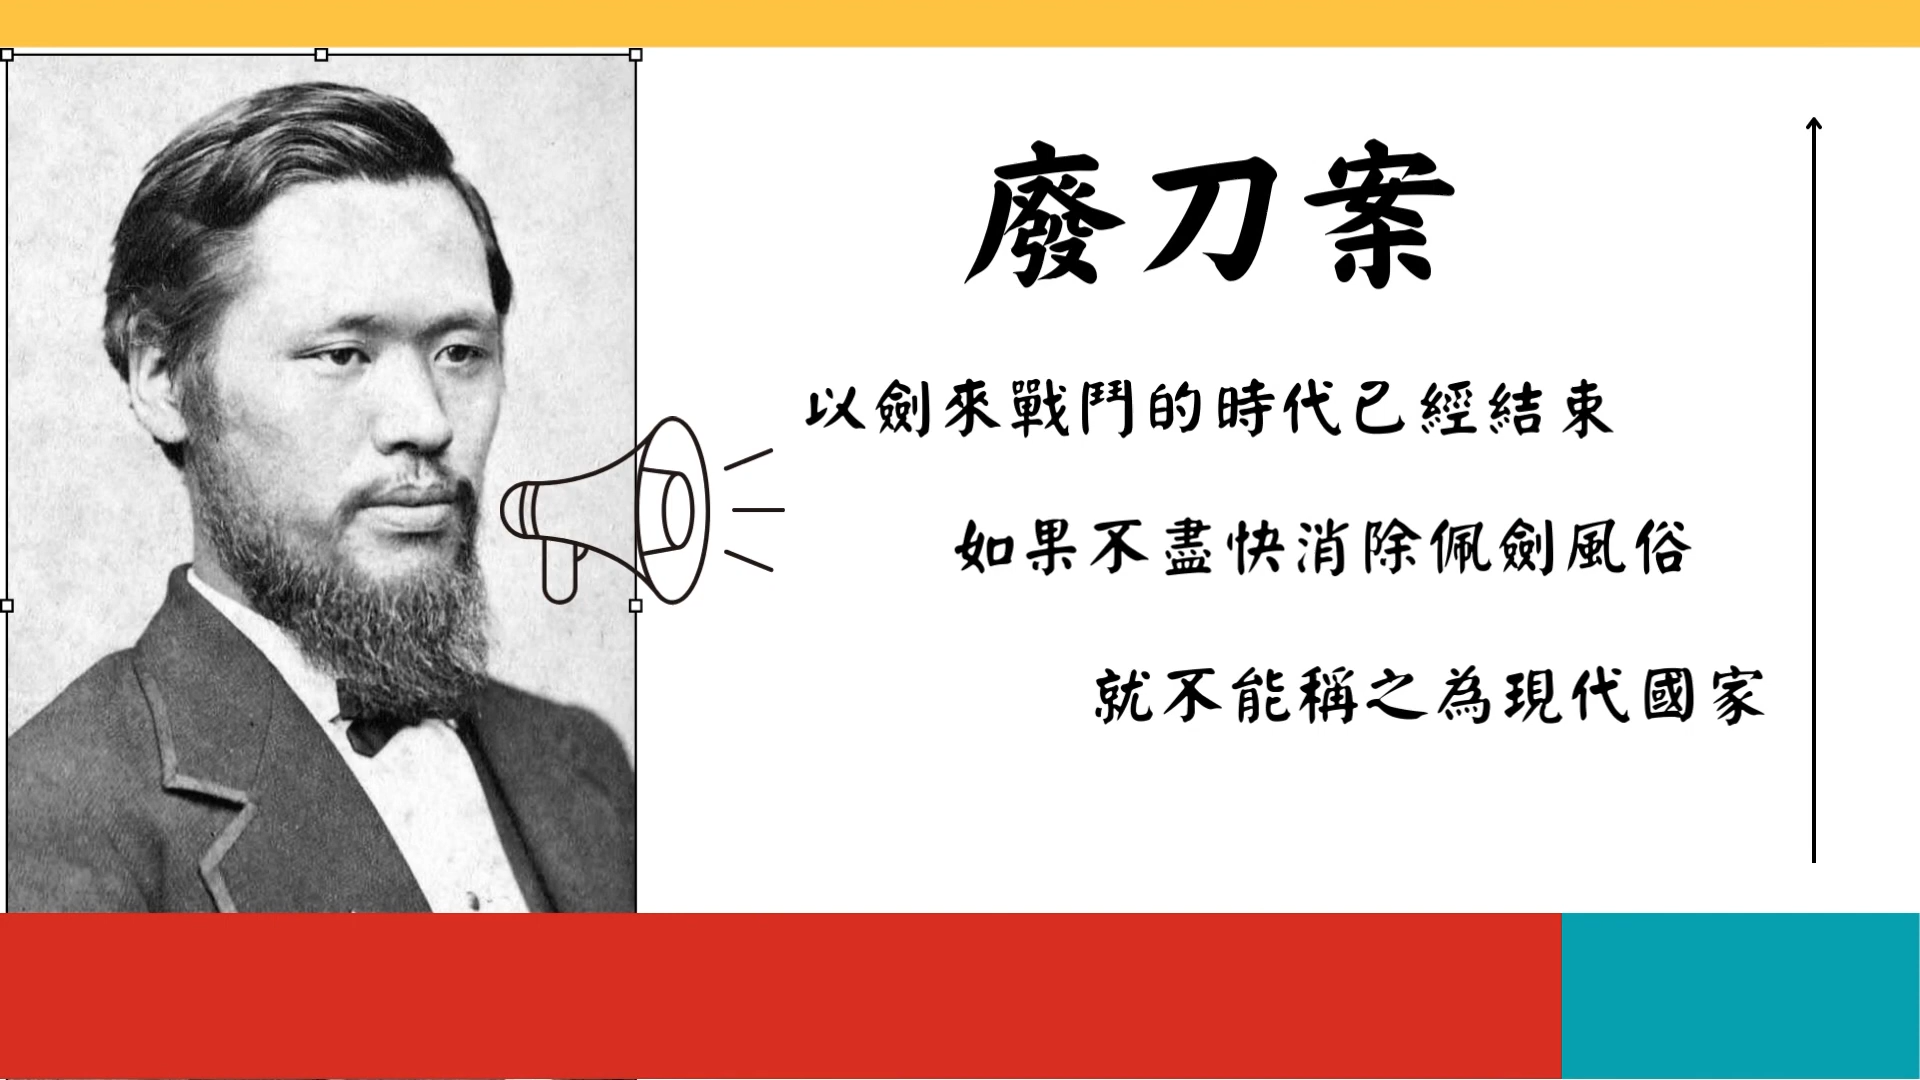 廢刀案
以劍來戰鬥的時代已經結束
如果不盡快消除佩劍風俗
就不能稱之為現代國家